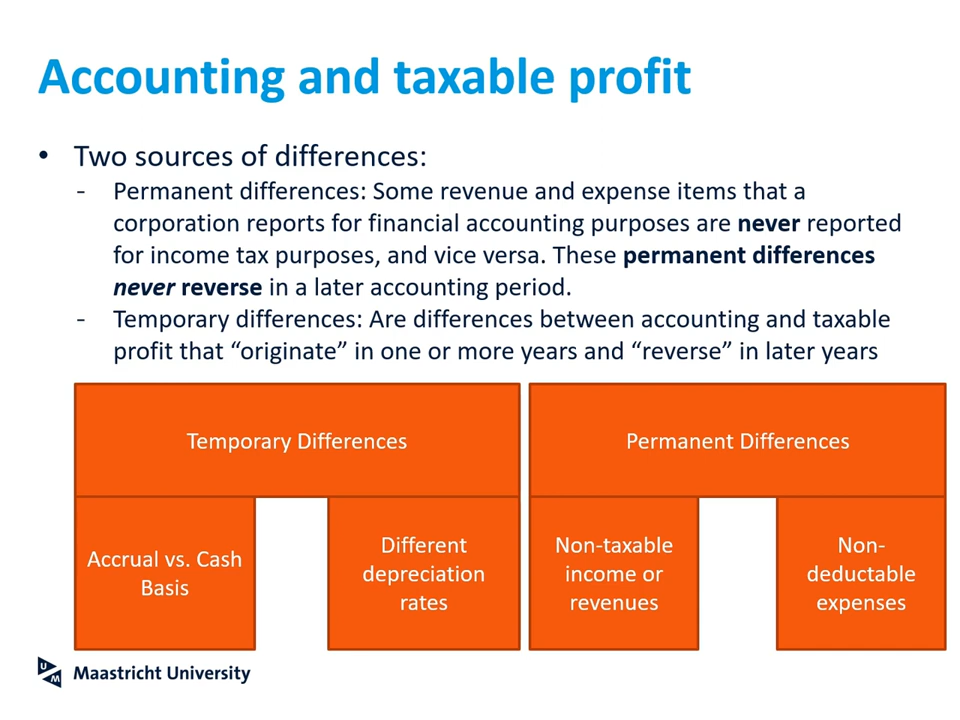 Accounting and taxable profit
• Two sources of differences:
- Permanent differences: Some revenue and expense items that a
corporation reports for financial accounting purposes are never reported
for income tax purposes, and vice versa. These permanent differences
never reverse in a later accounting period.
- Temporary differences: Are differences between accounting and taxable
profit that “originate” in one or more years and “reverse” in later years
Temporary Differences
Permanent Differences
Accrual vs. Cash
Basis
Different
depreciation
rates
Non-taxable
income or
revenues
Non-
deductable
expenses
UM
Maastricht University